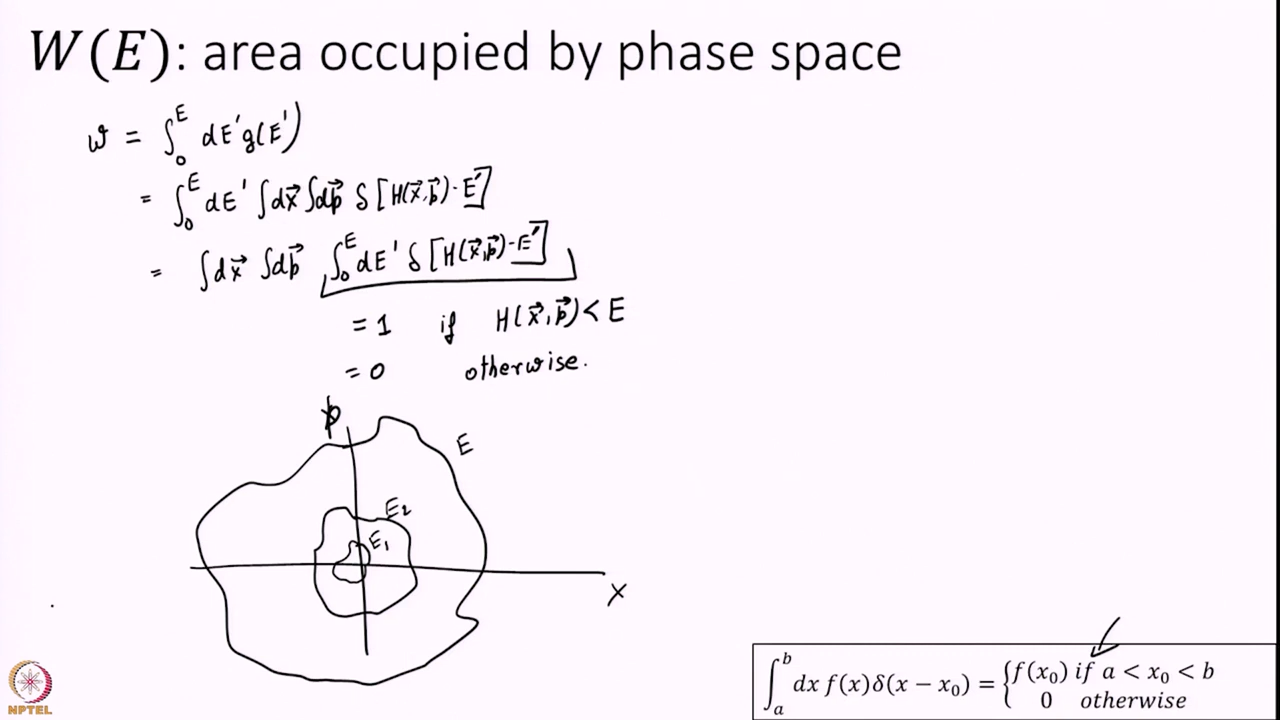 W(E): area occupied by phase space
W = ∫₀ᴱ dE' g(E')
= ∫₀ᴱ dE' ∫dx⃗ ∫dp⃗ δ [H(x⃗,p⃗) - E']
= ∫dx⃗ ∫dp⃗ ∫₀ᴱ dE' δ [H(x⃗,p⃗) - E']
= 1 if H(x⃗,p⃗) < E
= 0 otherwise.
p
E
E₂
E₁
x
∫ₐᵇ dx f(x)δ(x − x₀) = {f(x₀) if a < x₀ < b
0 otherwise
NPTEL